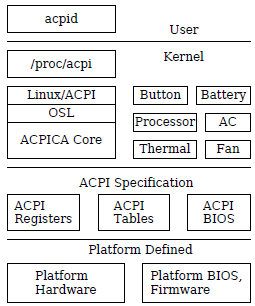 acpid
User
Kernel
/proc/acpi
Linux/ACPI
OSL
ACPICA Core
Button
Battery
Processor
AC
Thermal
Fan
ACPI Specification
ACPI
Registers
ACPI
Tables
ACPI
BIOS
Platform Defined
Platform
Hardware
Platform BIOS,
Firmware